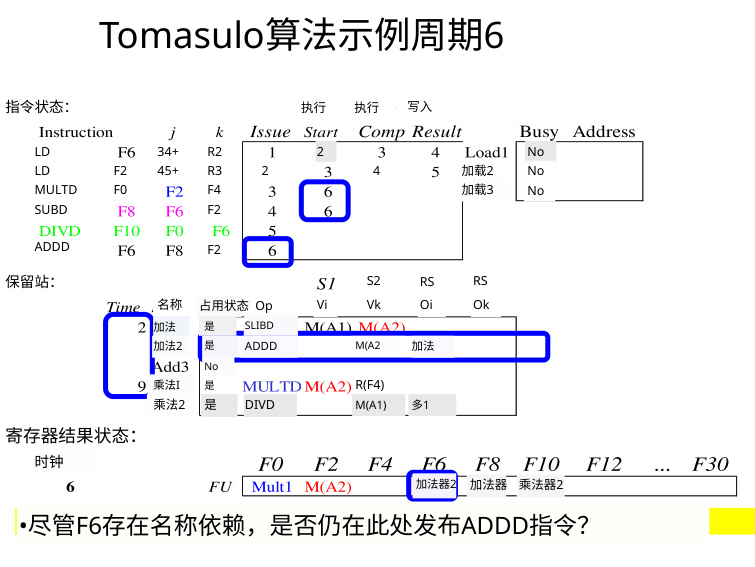 Tomasulo算法示例周期6
指令状态：
执行 执行 写入
Instruction j k Issue Start Comp Result Busy Address
LD F6 34+ R2 1 2 3 4 Load1 No
LD F2 45+ R3 2 3 4 5 加载2 No
MULTD F0 F2 F4 3 6 加载3 No
SUBD F8 F6 F2 4 6
DIVD F10 F0 F6 5
ADDD F6 F8 F2 6
保留站： S1 S2 RS RS
Time 名称 占用状态 Op Vi Vk Oi Ok
2 加法 是 SLIBD M(A1) M(A2)
加法2 是 ADDD M(A2 加法
Add3 No
9 乘法I 是 MULTD M(A2) R(F4)
乘法2 是 DIVD M(A1) 多1
寄存器结果状态：
时钟 F0 F2 F4 F6 F8 F10 F12 ... F30
6 FU Mult1 M(A2) 加法器2 加法器 乘法器2
•尽管F6存在名称依赖，是否仍在此处发布ADDD指令？